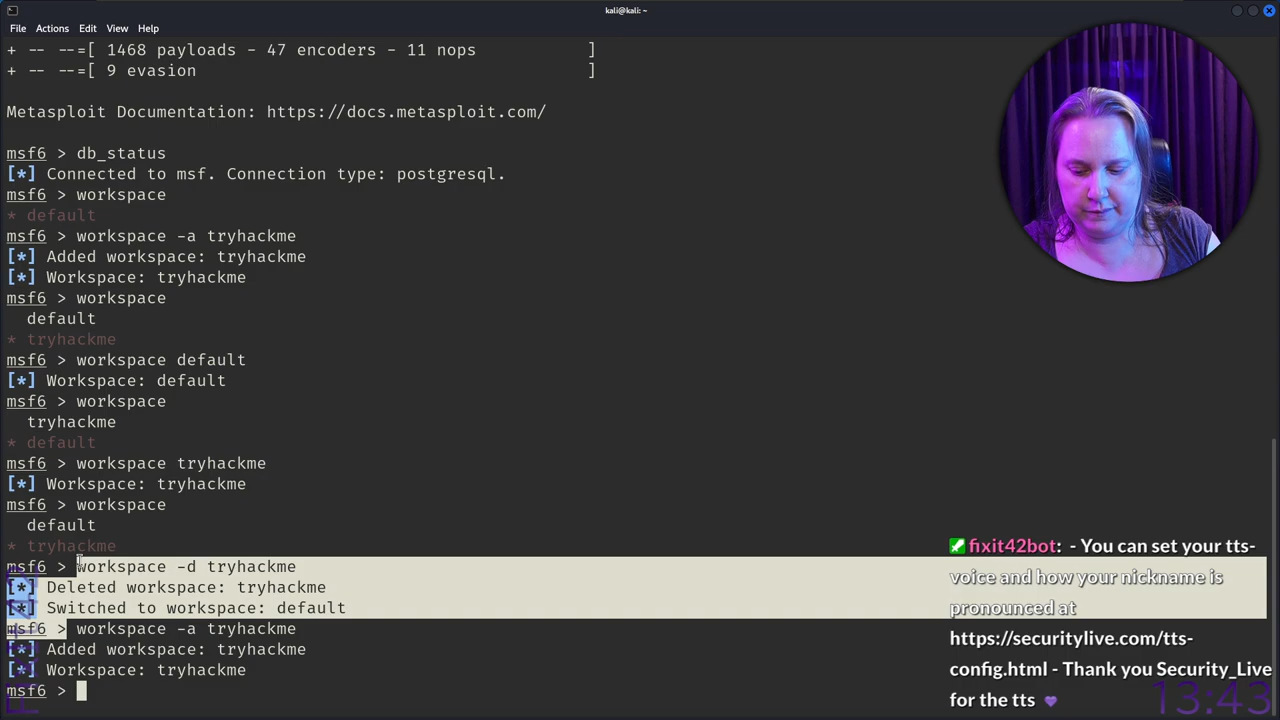 kali@kali: ~
File Actions Edit View Help
+ -- --=[ 1468 payloads - 47 encoders - 11 nops ]
+ -- --=[ 9 evasion ]
Metasploit Documentation: https://docs.metasploit.com/
msf6 > db_status
[*] Connected to msf. Connection type: postgresql.
msf6 > workspace
* default
msf6 > workspace -a tryhackme
[*] Added workspace: tryhackme
[*] Workspace: tryhackme
msf6 > workspace
default
* tryhackme
msf6 > workspace default
[*] Workspace: default
msf6 > workspace
tryhackme
* default
msf6 > workspace tryhackme
[*] Workspace: tryhackme
msf6 > workspace
default
* tryhackme
msf6 > workspace -d tryhackme
[*] Deleted workspace: tryhackme
[*] Switched to workspace: default
msf6 > workspace -a tryhackme
[*] Added workspace: tryhackme
[*] Workspace: tryhackme
msf6 >
fixit42bot: - You can set your tts-
voice and how your nickname is
pronounced at
https://securitylive.com/tts-
config.html - Thank you Security_Live
for the tts
13:43